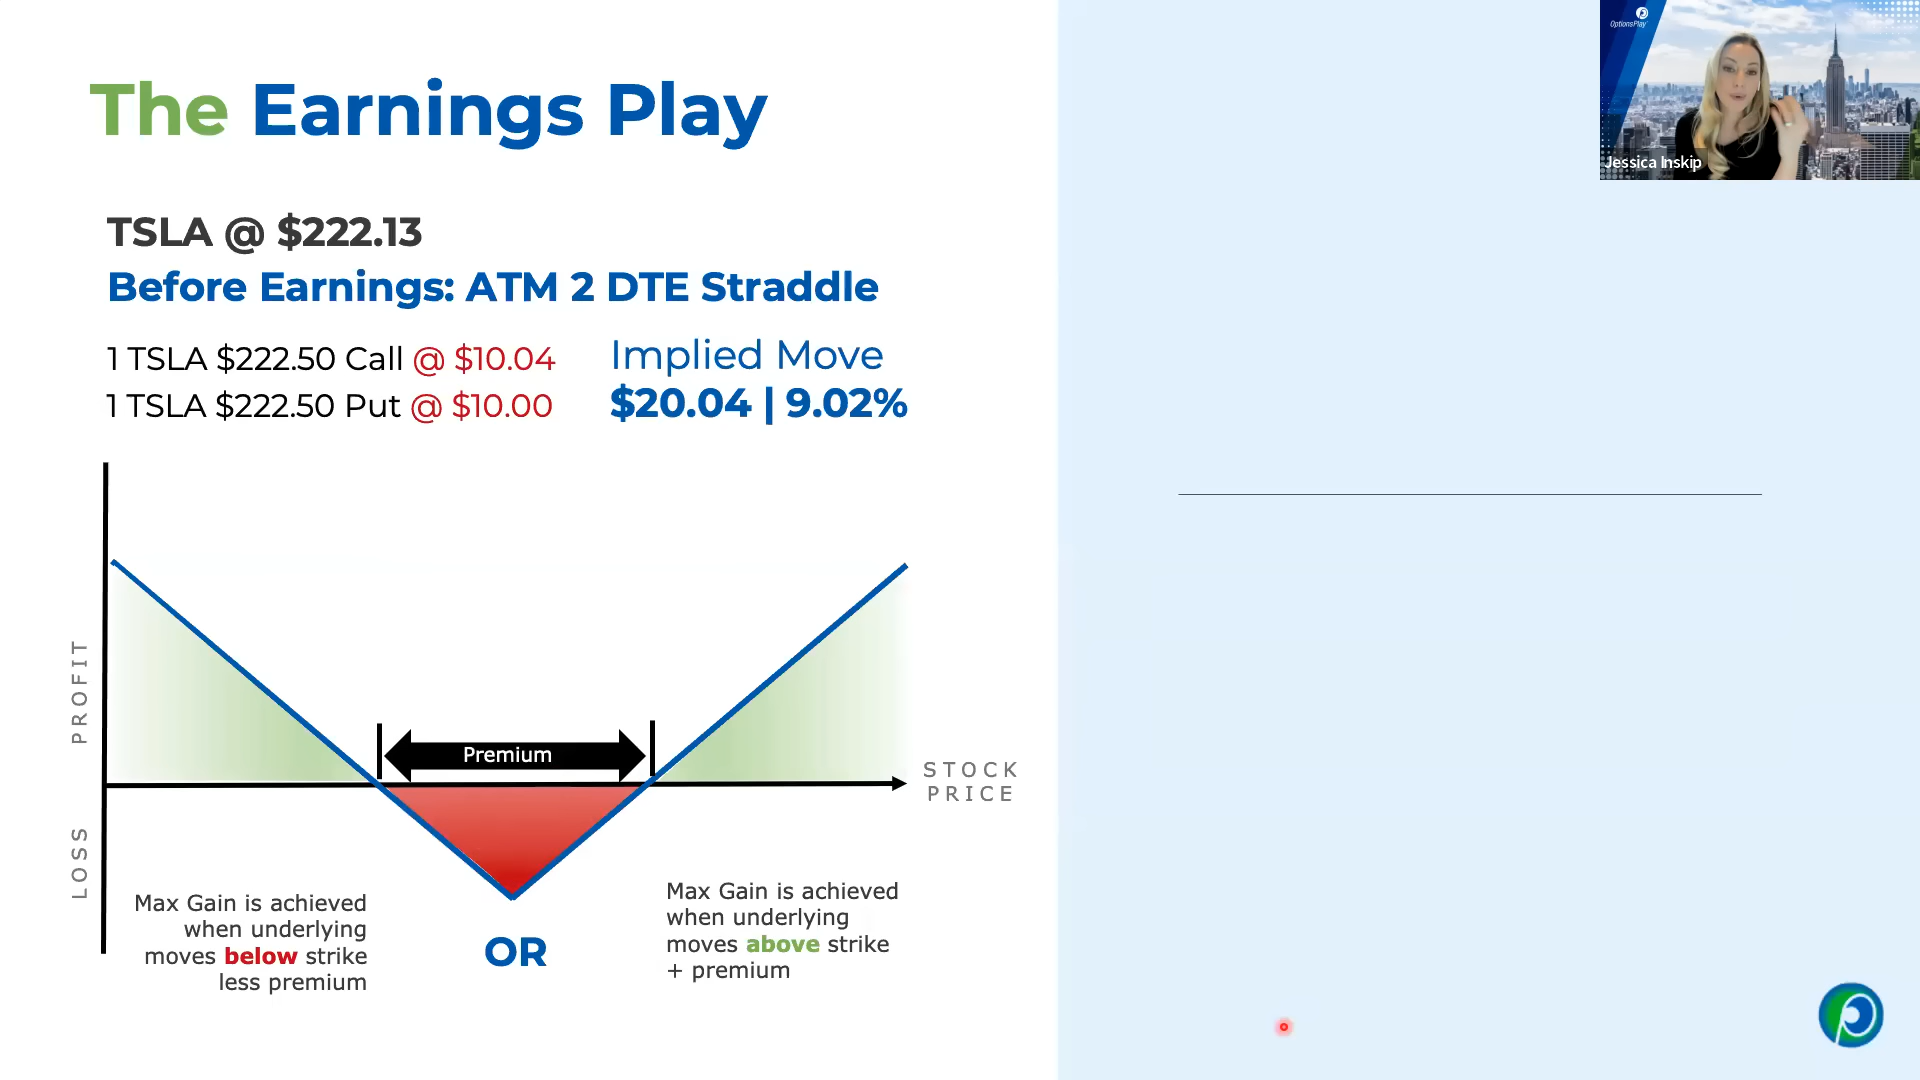 The Earnings Play
TSLA @ $222.13
Before Earnings: ATM 2 DTE Straddle
1 TSLA $222.50 Call @ $10.04
1 TSLA $222.50 Put @ $10.00
Implied Move
$20.04 | 9.02%
PROFIT
LOSS
Premium
STOCK
PRICE
Max Gain is achieved
when underlying
moves below strike
less premium
OR
Max Gain is achieved
when underlying
moves above strike
+ premium
OptionsPlay
Jessica Inskip